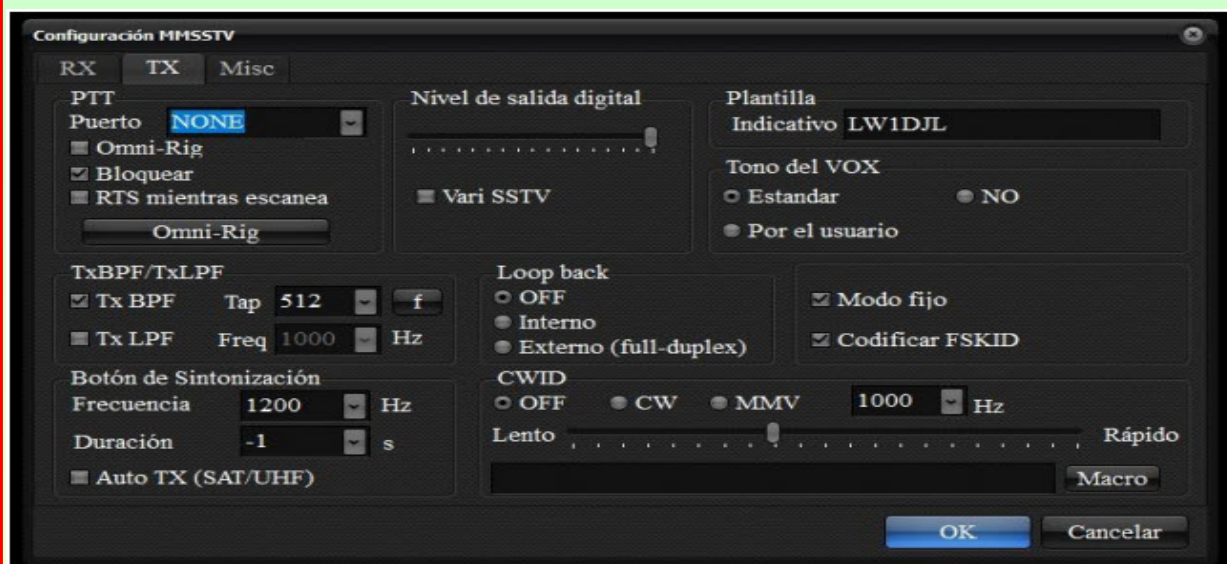 Configuración MMSSTV
RX TX Misc
PTT
Puerto NONE
Omni-Rig
Bloquear
RTS mientras escanea
Omni-Rig
Nivel de salida digital
Vari SSTV
Plantilla
Indicativo LW1DJL
Tono del VOX
Estandar NO
Por el usuario
TxBPF/TxLPF
Tx BPF Tap 512 f
Tx LPF Freq 1000 Hz
Loop back
OFF
Interno
Externo (full-duplex)
Modo fijo
Codificar FSKID
Botón de Sintonización
Frecuencia 1200 Hz
Duración -1 s
Auto TX (SAT/UHF)
CWID
OFF CW MMV 1000 Hz
Lento Rápido
Macro
OK Cancelar